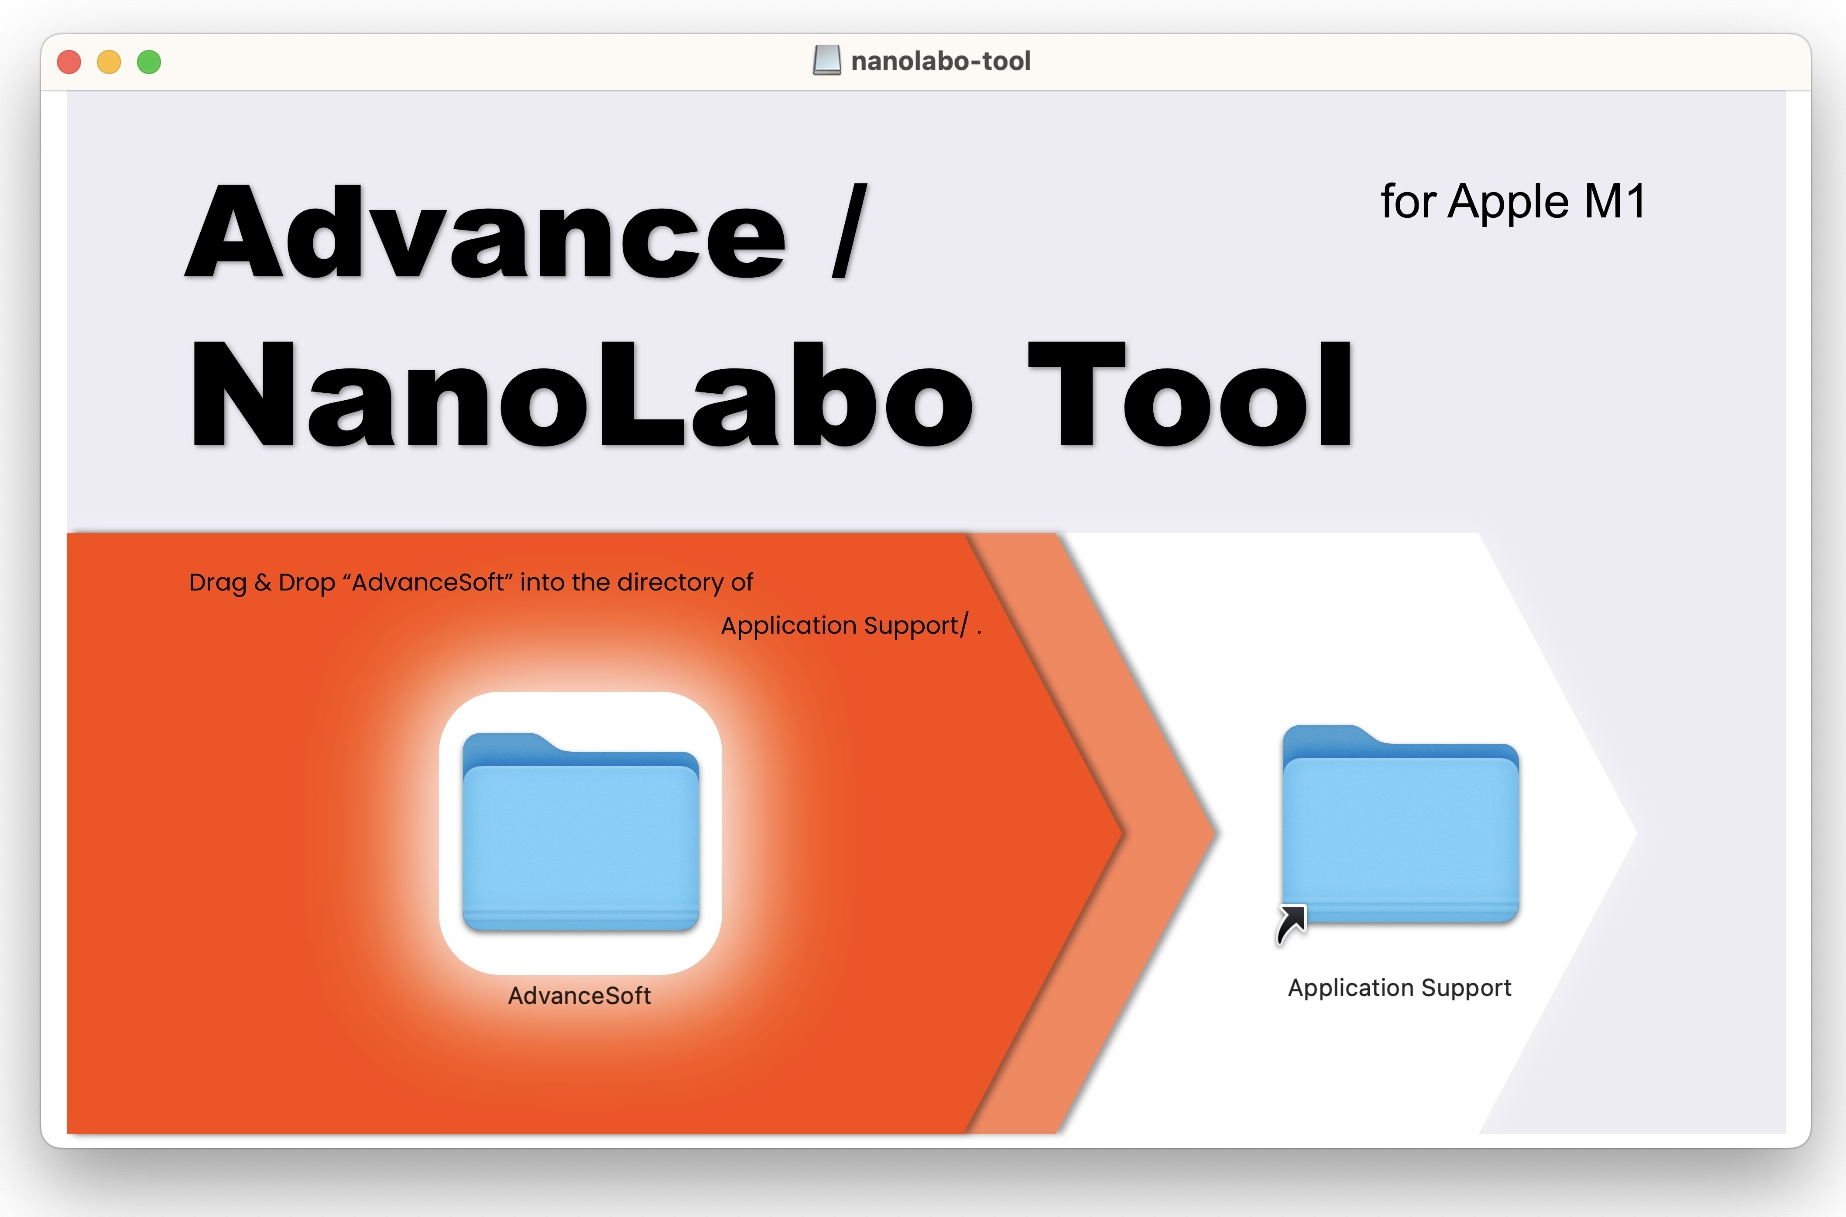 nanolabo-tool
Advance /
for Apple M1
NanoLabo Tool
Drag & Drop “AdvanceSoft” into the directory of
Application Support/ .
AdvanceSoft
Application Support